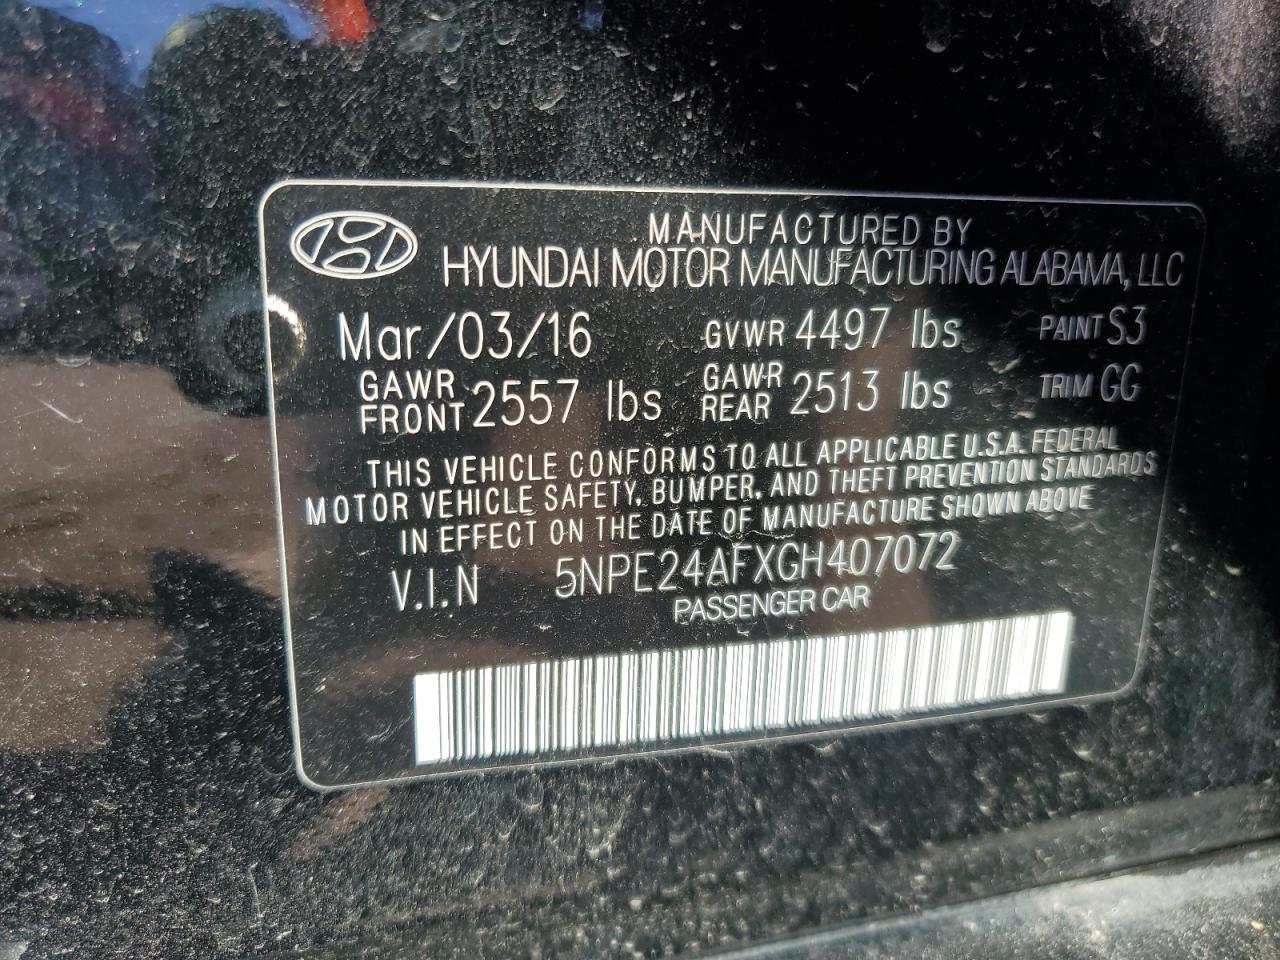 MANUFACTURED BY
HYUNDAI MOTOR MANUFACTURING ALABAMA, LLC
Mar/03/16 GVWR 4497 lbs PAINT S3
GAWR FRONT 2557 lbs GAWR REAR 2513 lbs TRIM GG
THIS VEHICLE CONFORMS TO ALL APPLICABLE U.S.A. FEDERAL
MOTOR VEHICLE SAFETY, BUMPER, AND THEFT PREVENTION STANDARDS
IN EFFECT ON THE DATE OF MANUFACTURE SHOWN ABOVE
V.I.N 5NPE24AFXGH407072
PASSENGER CAR